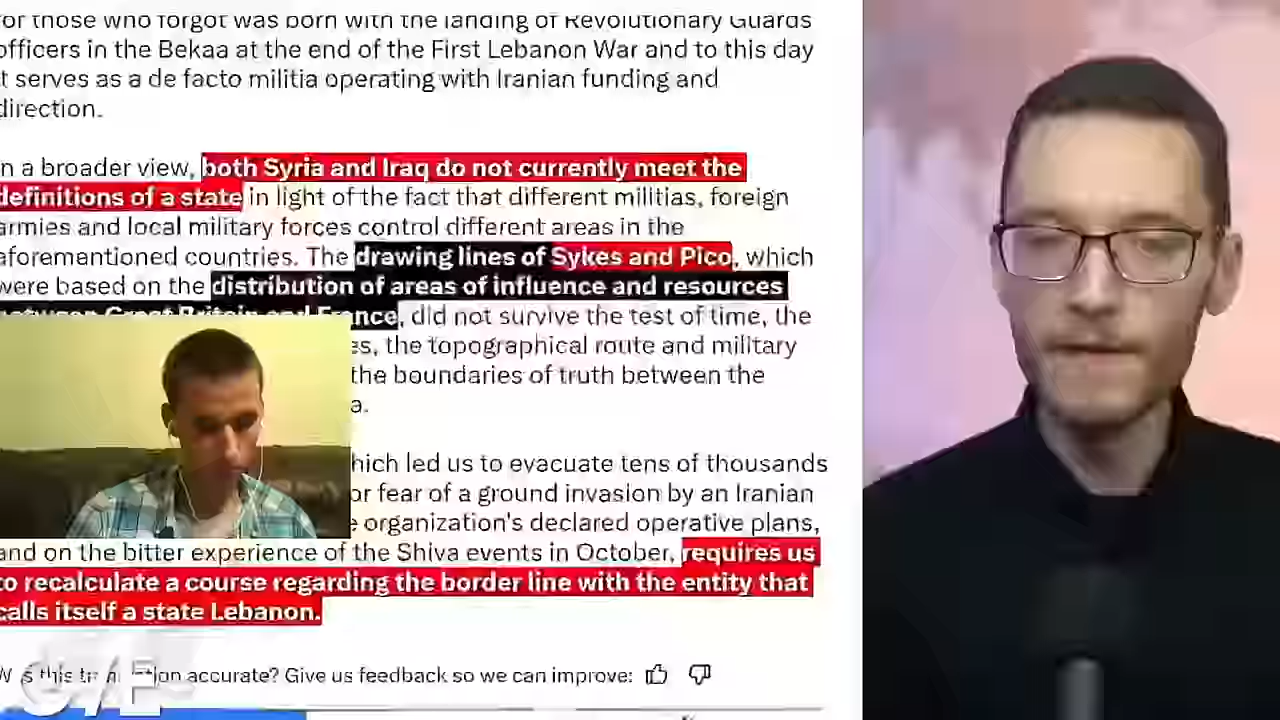 or those who forgot was born with the landing of Revolutionary Guards
officers in the Bekaa at the end of the First Lebanon War and to this day
t serves as a de facto militia operating with Iranian funding and
direction.
n a broader view, both Syria and Iraq do not currently meet the
definitions of a state in light of the fact that different militias, foreign
armies and local military forces control different areas in the
aforementioned countries. The drawing lines of Sykes and Pico, which
were based on the distribution of areas of influence and resources
between Great Britain and France, did not survive the test of time, the
es, the topographical route and military
the boundaries of truth between the
a.
hich led us to evacuate tens of thousands
or fear of a ground invasion by an Iranian
e organization's declared operative plans,
and on the bitter experience of the Shiva events in October, requires us
to recalculate a course regarding the border line with the entity that
calls itself a state Lebanon.
this accurate? Give us feedback so we can improve: